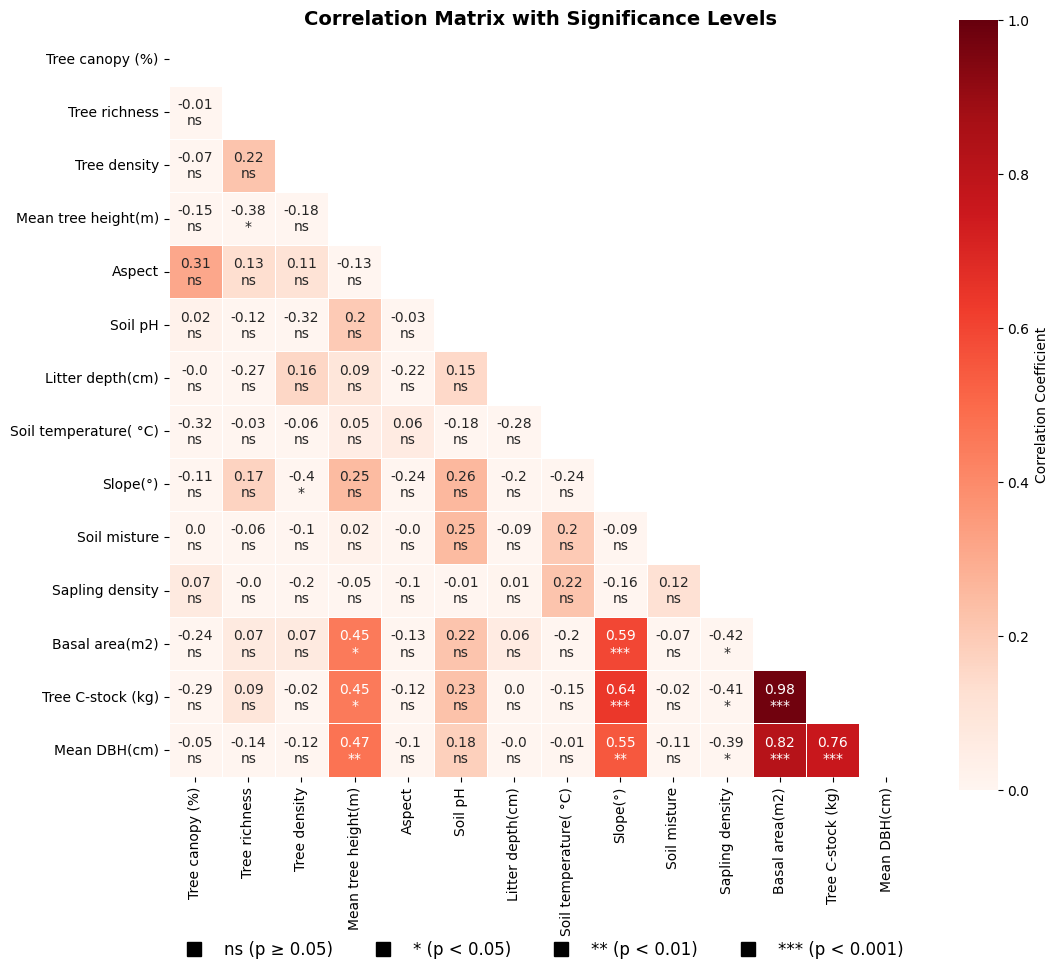 Correlation Matrix with Significance Levels
Tree canopy (%)
Tree richness
-0.01
ns
Tree density
-0.07 0.22
ns ns
Mean tree height(m)
-0.15 -0.38 -0.18
ns * ns
Aspect
0.31 0.13 0.11 -0.13
ns ns ns ns
Soil pH
0.02 -0.12 -0.32 0.2 -0.03
ns ns ns ns ns
Litter depth(cm)
-0.0 -0.27 0.16 0.09 -0.22 0.15
ns ns ns ns ns ns
Soil temperature( °C)
-0.32 -0.03 -0.06 0.05 0.06 -0.18 -0.28
ns ns ns ns ns ns ns
Slope(°)
-0.11 0.17 -0.4 0.25 -0.24 0.26 -0.2 -0.24
ns ns * ns ns ns ns ns
Soil misture
0.0 -0.06 -0.1 0.02 -0.0 0.25 -0.09 0.2 -0.09
ns ns ns ns ns ns ns ns ns
Sapling density
0.07 -0.0 -0.2 -0.05 -0.1 -0.01 0.01 0.22 -0.16 0.12
ns ns ns ns ns ns ns ns ns ns
Basal area(m2)
-0.24 0.07 0.07 0.45 -0.13 0.22 0.06 -0.2 0.59 -0.07 -0.42
ns ns ns * ns ns ns ns *** ns *
Tree C-stock (kg)
-0.29 0.09 -0.02 0.45 -0.12 0.23 0.0 -0.15 0.64 -0.02 -0.41 0.98
ns ns ns * ns ns ns ns *** ns * ***
Mean DBH(cm)
-0.05 -0.14 -0.12 0.47 -0.1 0.18 -0.0 -0.01 0.55 -0.11 -0.39 0.82 0.76
ns ns ns ** ns ns ns ns ** ns * *** ***
Tree canopy (%)
Tree richness
Tree density
Mean tree height(m)
Aspect
Soil pH
Litter depth(cm)
Soil temperature( °C)
Slope(°)
Soil misture
Sapling density
Basal area(m2)
Tree C-stock (kg)
Mean DBH(cm)
1.0
0.8
0.6
0.4
0.2
0.0
Correlation Coefficient
ns (p ≥ 0.05) * (p < 0.05) ** (p < 0.01) *** (p < 0.001)